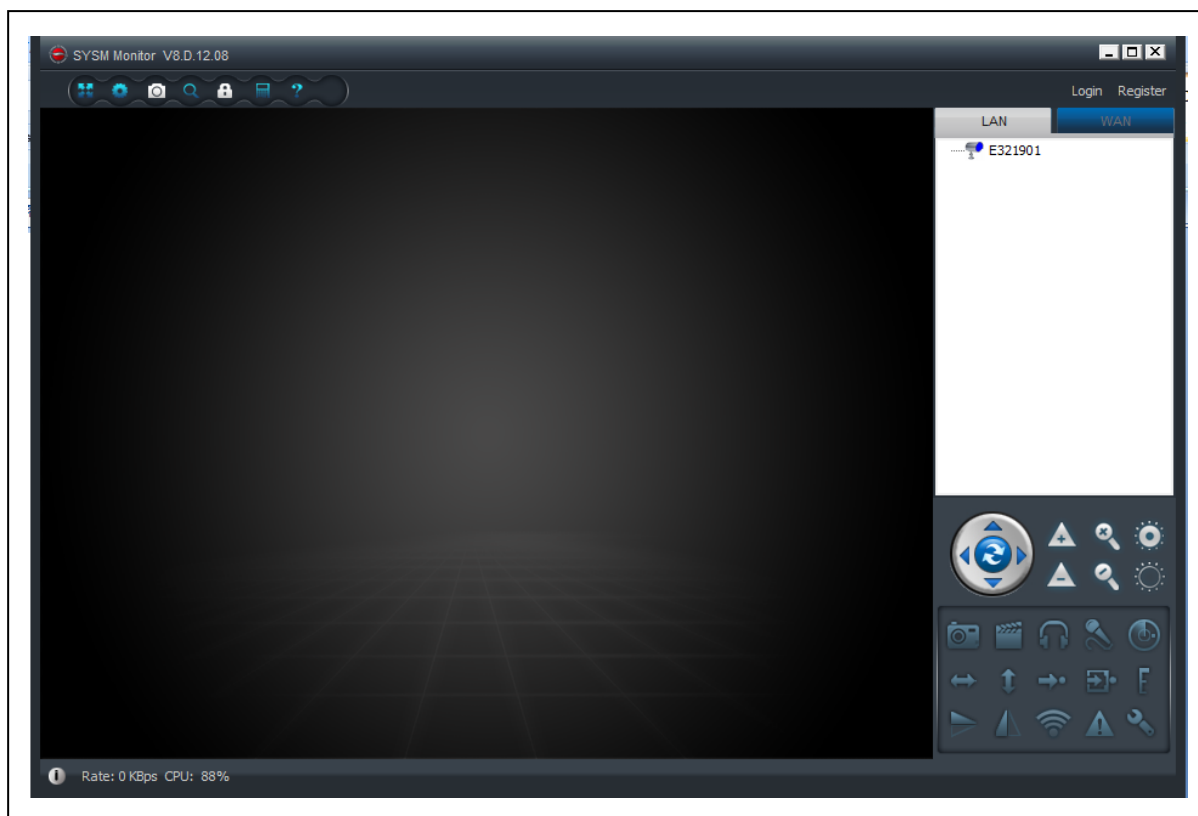 SYSM Monitor V8.D.12.08
Login Register
LAN WAN
E321901
Rate: 0 KBps CPU: 88%